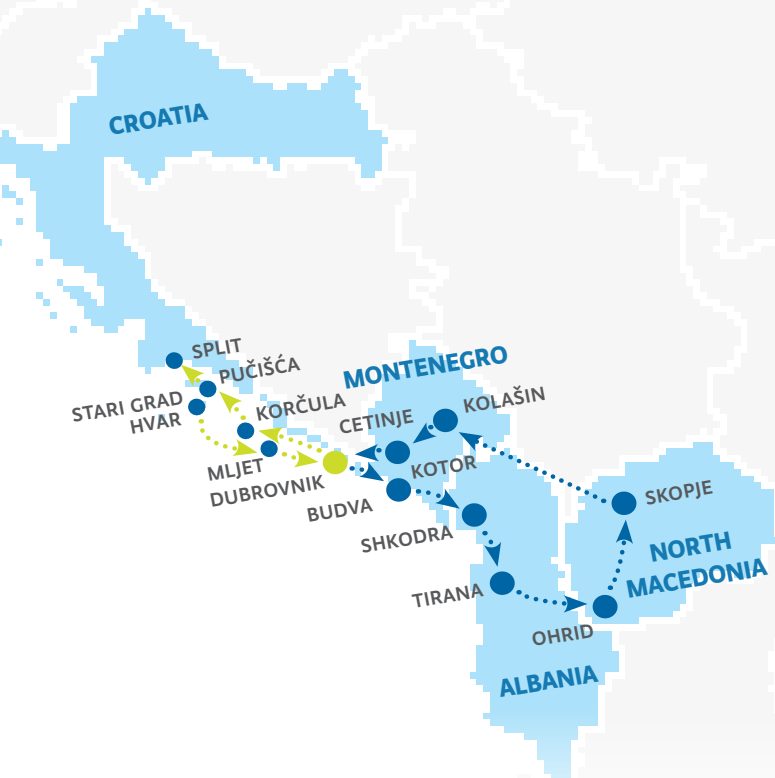 CROATIA
SPLIT
PUČIŠĆA
STARI GRAD
HVAR
KORČULA
MLJET
DUBROVNIK
MONTENEGRO
KOLAŠIN
CETINJE
KOTOR
BUDVA
SHKODRA
TIRANA
SKOPJE
NORTH
MACEDONIA
OHRID
ALBANIA